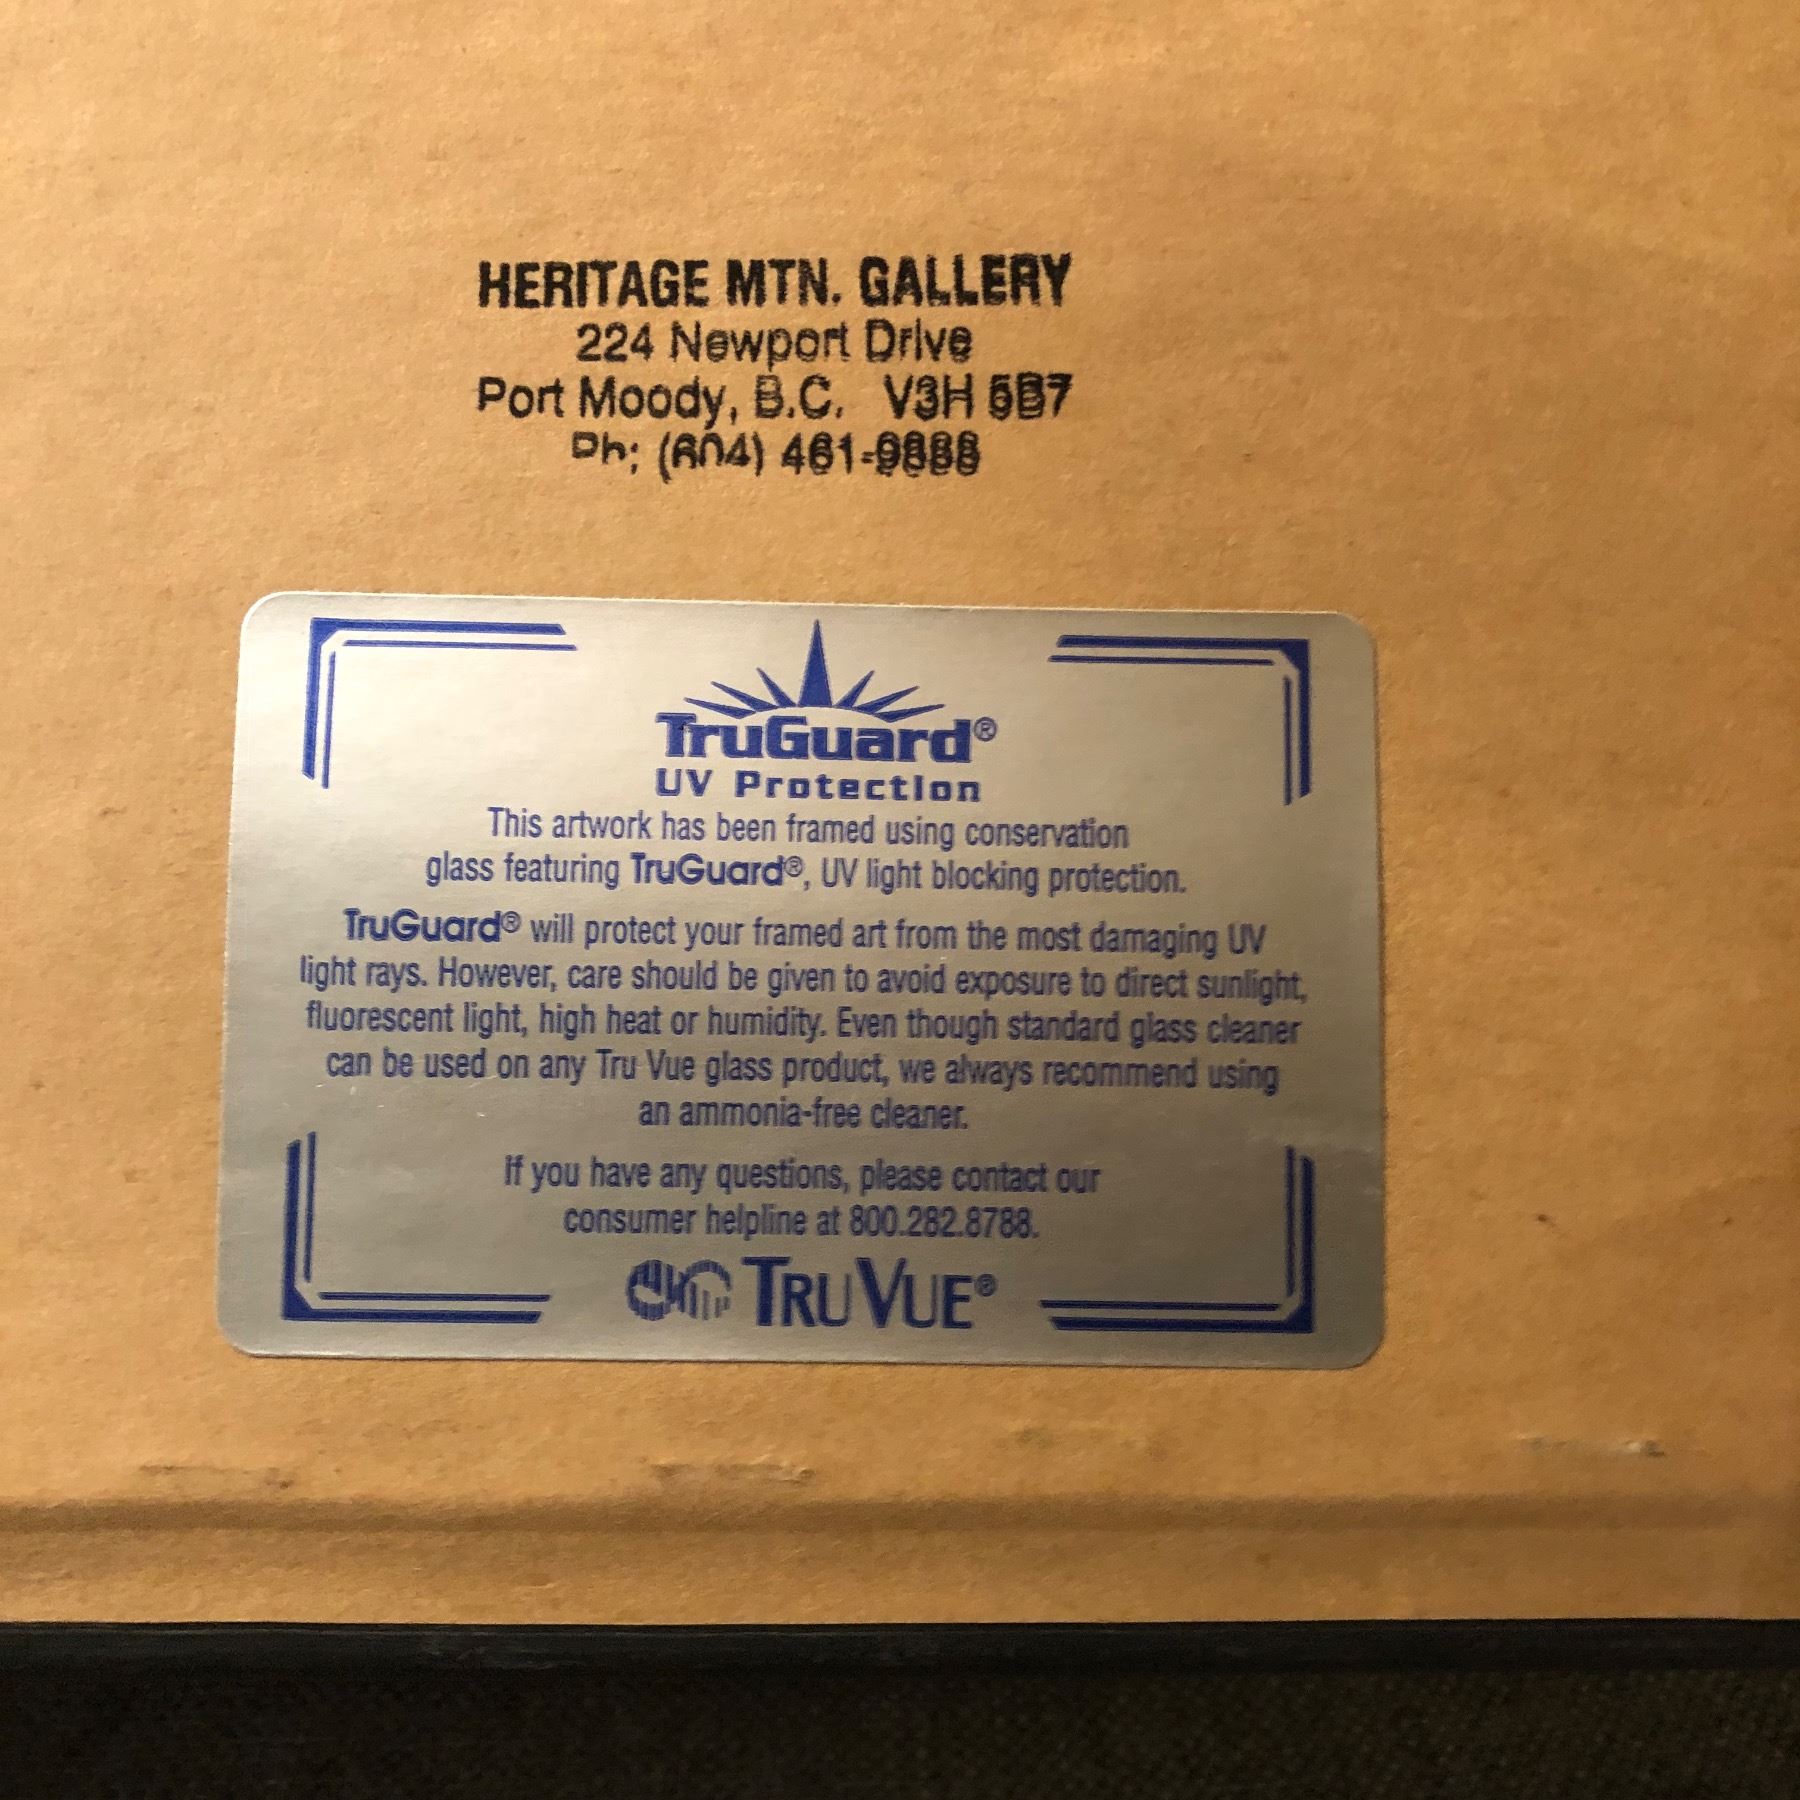 HERITAGE MTN. GALLERY
224 Newport Drive
Port Moody, B.C. V3H 5B7
Ph: (604) 461-9888
TruGuard®
UV Protection
This artwork has been framed using conservation
glass featuring TruGuard®, UV light blocking protection.
TruGuard® will protect your framed art from the most damaging UV
light rays. However, care should be given to avoid exposure to direct sunlight,
fluorescent light, high heat or humidity. Even though standard glass cleaner
can be used on any Tru Vue glass product, we always recommend using
an ammonia-free cleaner.
If you have any questions, please contact our
consumer helpline at 800.282.8788.
TRU VUE®